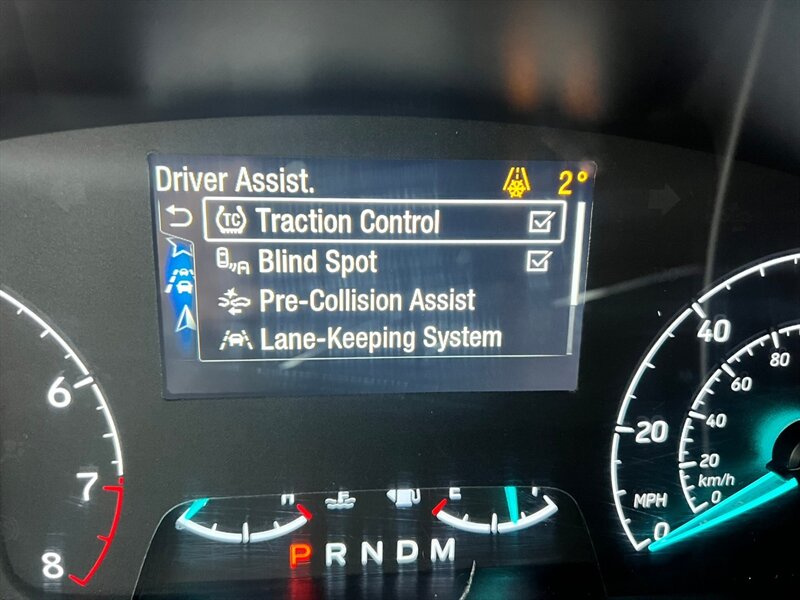 Driver Assist.
2°
TC Traction Control
Blind Spot
Pre-Collision Assist
Lane-Keeping System
6
7
8
H
E
P R N D M
40
20
MPH
0
80
60
40
20
km/h
0